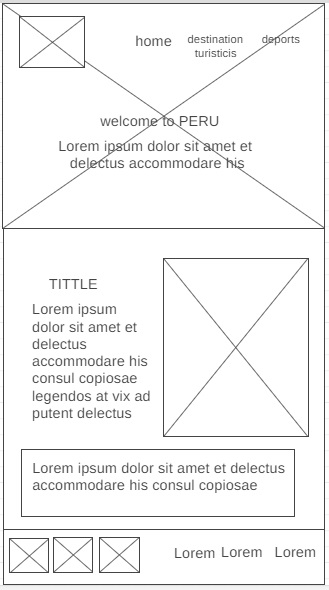 home destination deports
turisticis
welcome to PERU
Lorem ipsum dolor sit amet et
delectus accommodare his
TITTLE
Lorem ipsum
dolor sit amet et
delectus
accommodare his
consul copiosae
legendos at vix ad
putent delectus
Lorem ipsum dolor sit amet et delectus
accommodare his consul copiosae
Lorem Lorem Lorem